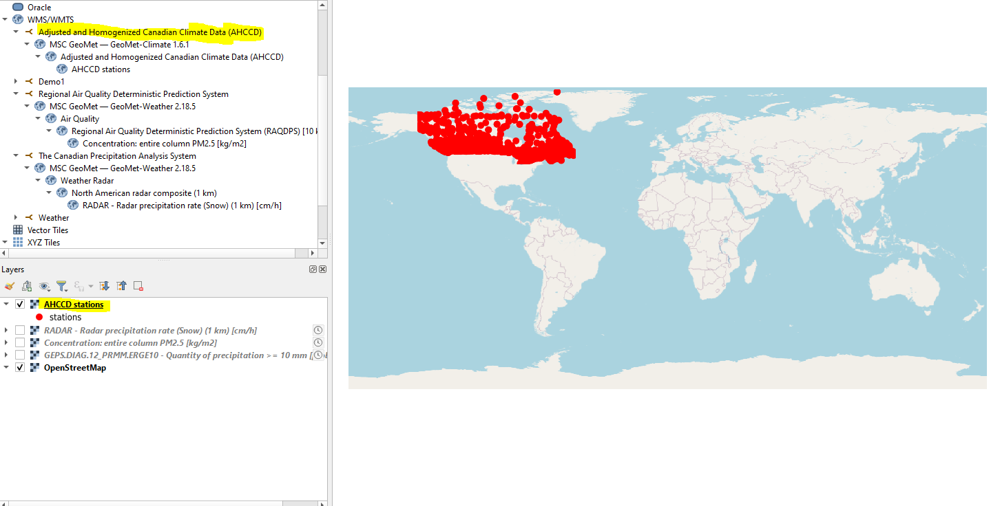 Oracle
WMS/WMTS
Adjusted and Homogenized Canadian Climate Data (AHCCD)
MSC GeoMet — GeoMet-Climate 1.6.1
Adjusted and Homogenized Canadian Climate Data (AHCCD)
AHCCD stations
Demo1
Regional Air Quality Deterministic Prediction System
MSC GeoMet — GeoMet-Weather 2.18.5
Air Quality
Regional Air Quality Deterministic Prediction System (RAQDPS) [10 k
Concentration: entire column PM2.5 [kg/m2]
The Canadian Precipitation Analysis System
MSC GeoMet — GeoMet-Weather 2.18.5
Weather Radar
North American radar composite (1 km)
RADAR - Radar precipitation rate (Snow) (1 km) [cm/h]
Weather
Vector Tiles
XYZ Tiles
Layers
AHCCD stations
stations
RADAR - Radar precipitation rate (Snow) (1 km) [cm/h]
Concentration: entire column PM2.5 [kg/m2]
GEPS.DIAG.12_PRMM.ERGE10 - Quantity of precipitation >= 10 mm
OpenStreetMap